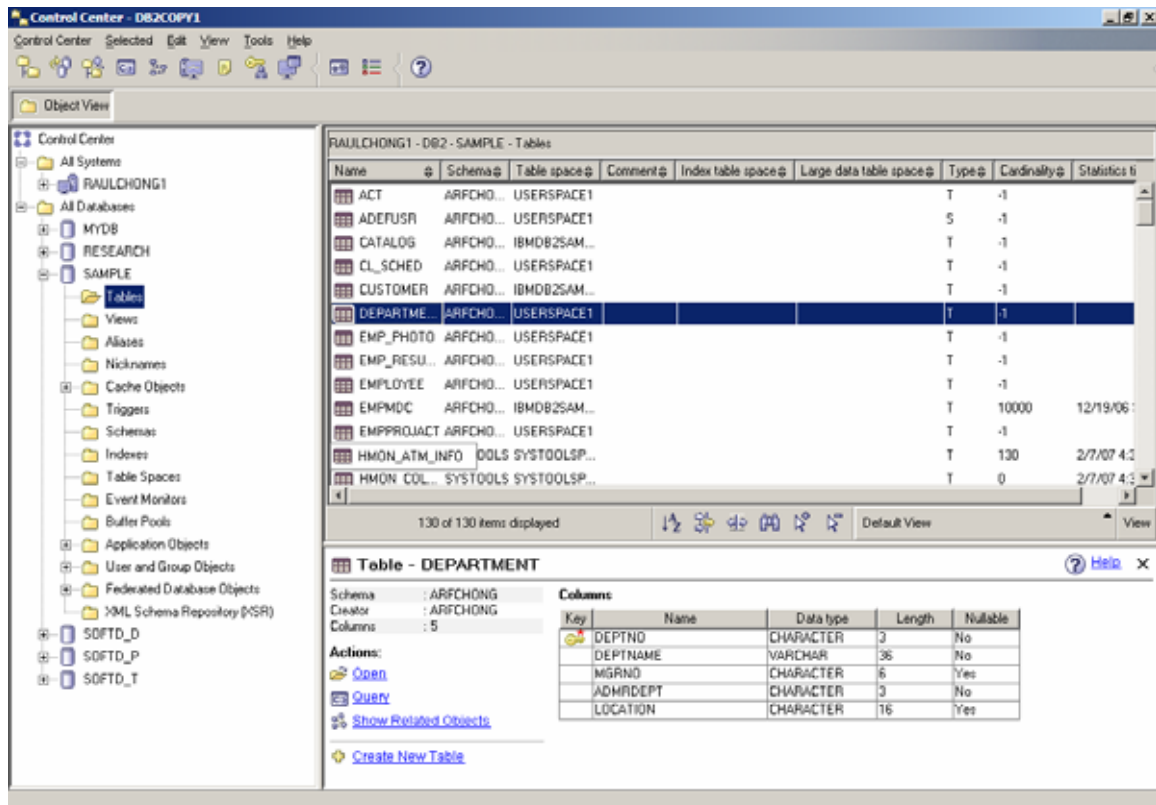 Control Center - DB2COPY1
Control Center Selected Edit View Tools Help
Object View
Control Center
All Systems
RAULCHONG1
All Databases
MYDB
RESEARCH
SAMPLE
Tables
Views
Aliases
Nicknames
Cache Objects
Triggers
Schemas
Indexes
Table Spaces
Event Monitors
Buffer Pools
Application Objects
User and Group Objects
Federated Database Objects
XML Schema Repository (XSR)
SOFTD_D
SOFTD_P
SOFTD_T
RAULCHONG1 - DB2 - SAMPLE - Tables
Name Schema Table space Comment Index table space Large data table space Type Cardinality Statistics ti
ACT ARFCHO... USERSPACE1 T -1
ADEFUSR ARFCHO... USERSPACE1 S -1
CATALOG ARFCHO... IBMDB2SAM... T -1
CL_SCHED ARFCHO... USERSPACE1 T -1
CUSTOMER ARFCHO... IBMDB2SAM... T -1
DEPARTME... ARFCHO... USERSPACE1 T -1
EMP_PHOTO ARFCHO... USERSPACE1 T -1
EMP_RESU... ARFCHO... USERSPACE1 T -1
EMPLOYEE ARFCHO... USERSPACE1 T -1
EMPMDC ARFCHO... IBMDB2SAM... T 10000 12/19/06
EMPPROJACT ARFCHO... USERSPACE1 T -1
HMON_ATM_INFO OOLS SYSTOOLSP... T 130 2/7/07 4:3
HMON_COL... SYSTOOLS SYSTOOLSP... T 0 2/7/07 4:3
130 of 130 items displayed Default View View
Table - DEPARTMENT Help
Schema : ARFCHONG
Creator : ARFCHONG
Columns : 5
Actions:
Open
Query
Show Related Objects
Create New Table
Columns
Key Name Data type Length Nullable
DEPTNO CHARACTER 3 No
DEPTNAME VARCHAR 36 No
MGRNO CHARACTER 6 Yes
ADMRDEPT CHARACTER 3 No
LOCATION CHARACTER 16 Yes